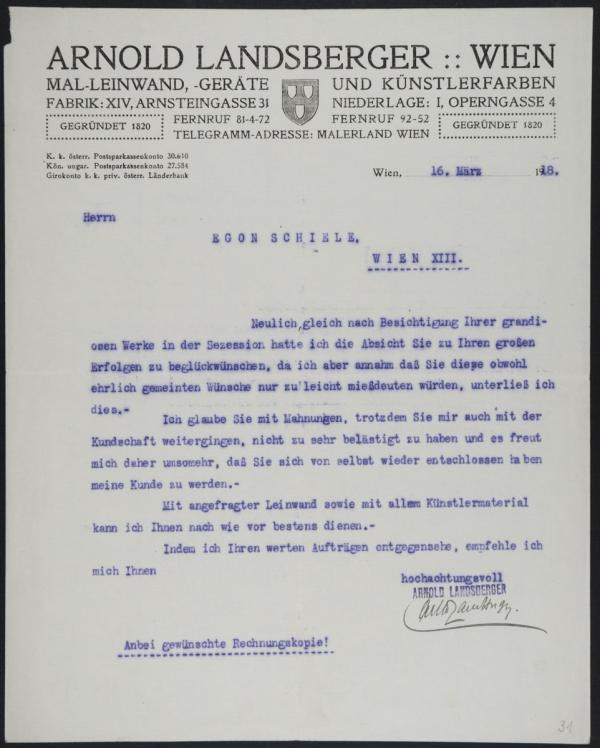 ARNOLD LANDSBERGER :: WIEN
MAL-LEINWAND, -GERÄTE UND KÜNSTLERFARBEN
FABRIK: XIV, ARNSTEINGASSE 31 NIEDERLAGE: I, OPERNGASSE 4
GEGRÜNDET 1820 FERNRUF 81-4-72 FERNRUF 92-52 GEGRÜNDET 1820
TELEGRAMM-ADRESSE: MALERLAND WIEN
K. k. österr. Postsparkassenkonto 30.610
Kön. ungar. Postsparkassenkonto 27.584
Girokonto k. k. priv. österr. Länderbank
Wien, 16. März 1918.
Herrn
EGON SCHIELE,
WIEN XIII.
Neulich, gleich nach Besichtigung Ihrer grandi-
osen Werke in der Sezession hatte ich die Absicht Sie zu Ihren großen
Erfolgen zu beglückwünschen, da ich aber annahm daß Sie diese obwohl
ehrlich gemeinten Wünsche nur zu leicht mießdeuten würden, unterließ ich
dies.-
Ich glaube Sie mit Mahnungen, trotzdem Sie mir auch mit der
Kundschaft weitergingen, nicht zu sehr belästigt zu haben und es freut
mich daher umsomehr, daß Sie sich von selbst wieder entschlossen haben
meine Kunde zu werden.-
Mit angefragter Leinwand sowie mit allem Künstlermaterial
kann ich Ihnen nach wie vor bestens dienen.-
Indem ich Ihren werten Aufträgen entgegensehe, empfehle ich
mich Ihnen
hochachtungsvoll
ARNOLD LANDSBERGER
Anbei gewünschte Rechnungskopie!
31